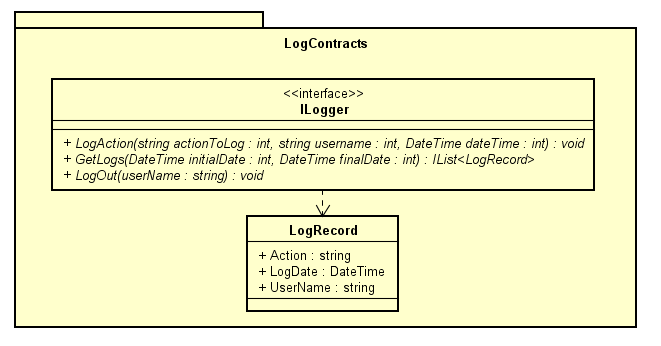 LogContracts
<<interface>>
ILogger
+ LogAction(string actionToLog : int, string username : int, DateTime dateTime : int) : void
+ GetLogs(DateTime initialDate : int, DateTime finalDate : int) : IList<LogRecord>
+ LogOut(userName : string) : void
LogRecord
+ Action : string
+ LogDate : DateTime
+ UserName : string